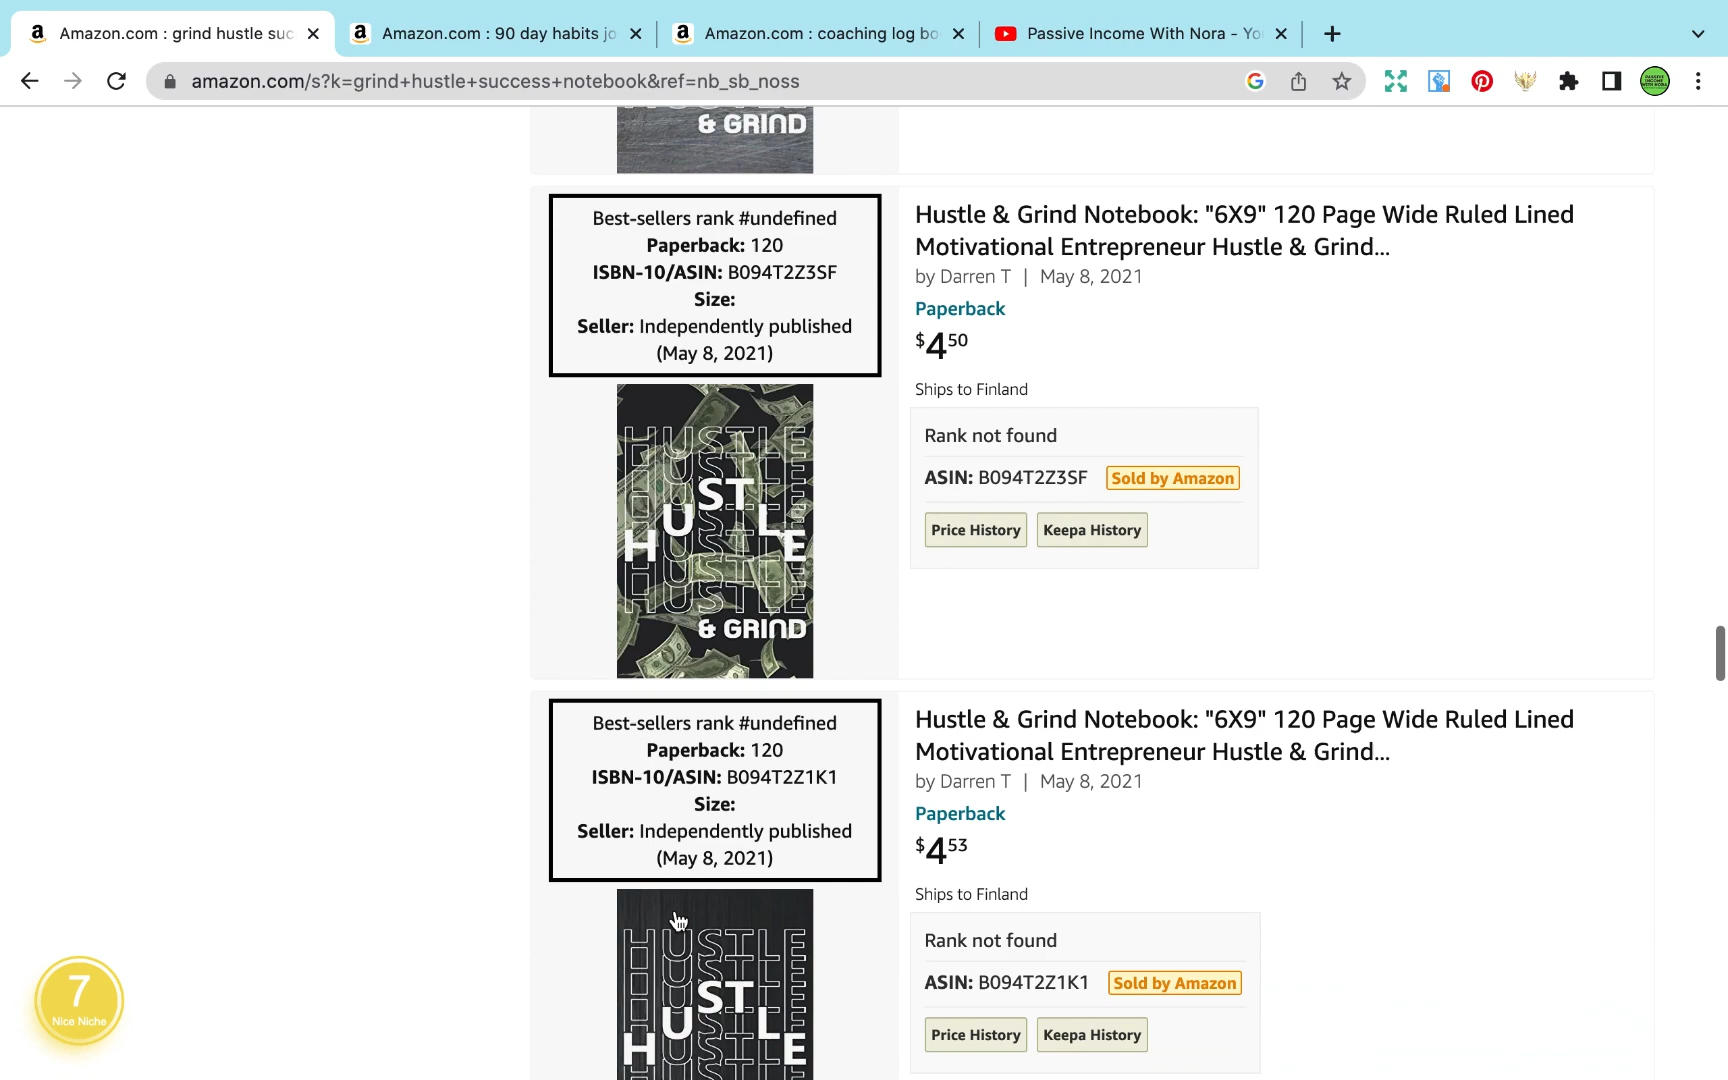 Amazon.com : grind hustle suc
Amazon.com : 90 day habits jo
Amazon.com : coaching log bo
Passive Income With Nora - Yo
amazon.com/s?k=grind+hustle+success+notebook&ref=nb_sb_noss
& GRIND
Best-sellers rank #undefined
Paperback: 120
ISBN-10/ASIN: B094T2Z3SF
Size:
Seller: Independently published
(May 8, 2021)
HUSTLE
HUSTLE
HUSTLE
HUSTLE
& GRIND
Hustle & Grind Notebook: "6X9" 120 Page Wide Ruled Lined
Motivational Entrepreneur Hustle & Grind...
by Darren T | May 8, 2021
Paperback
$4 50
Ships to Finland
Rank not found
ASIN: B094T2Z3SF Sold by Amazon
Price History Keepa History
Best-sellers rank #undefined
Paperback: 120
ISBN-10/ASIN: B094T2Z1K1
Size:
Seller: Independently published
(May 8, 2021)
HUSTLE
HUSTLE
Hustle & Grind Notebook: "6X9" 120 Page Wide Ruled Lined
Motivational Entrepreneur Hustle & Grind...
by Darren T | May 8, 2021
Paperback
$4 53
Ships to Finland
Rank not found
ASIN: B094T2Z1K1 Sold by Amazon
Price History Keepa History
7
Nice Niche